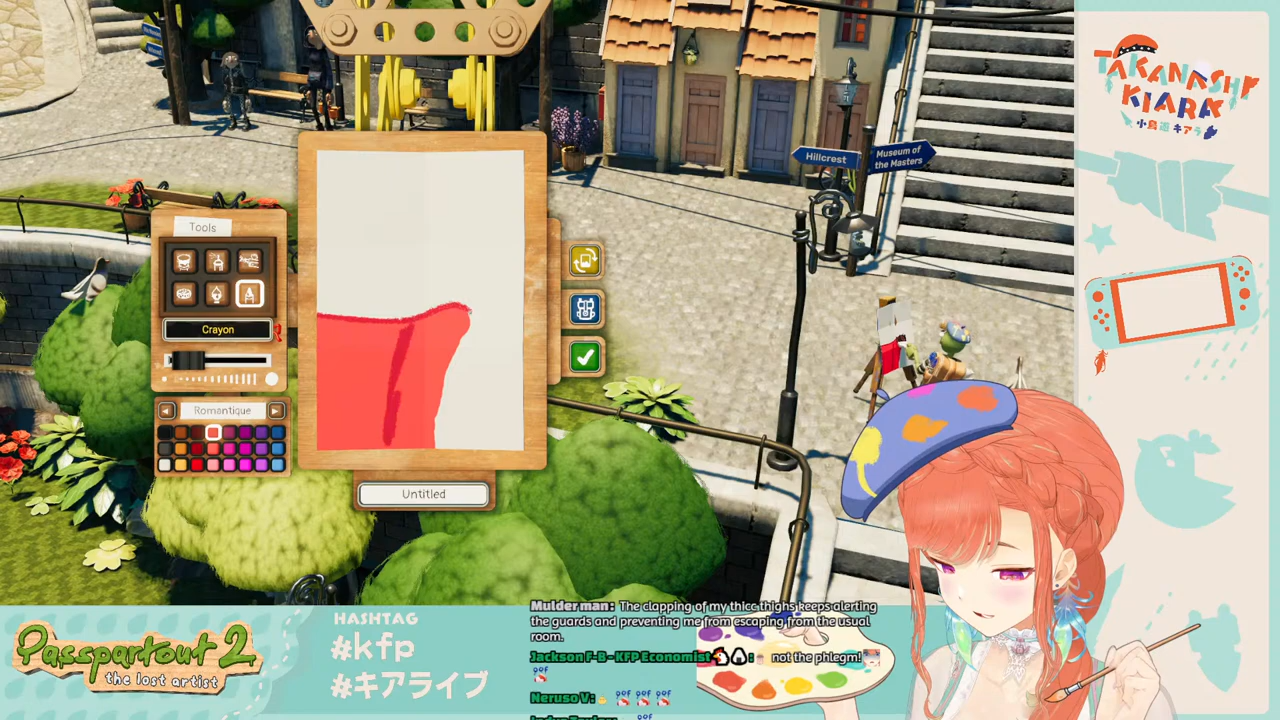 TAKANASHI
KIARA
小鳥遊キアラ
Hillcrest
Museum of
the Masters
Tools
Crayon
Romantique
Untitled
Passpartout 2
the lost artist
HASHTAG
#kfp
#キアライブ
Mulder man: The clapping of my thicc thighs keeps alerting
the guards and preventing me from escaping from the usual
room.
Jackson F-B - KFP Economist: not the phlegm!
Neruso V: